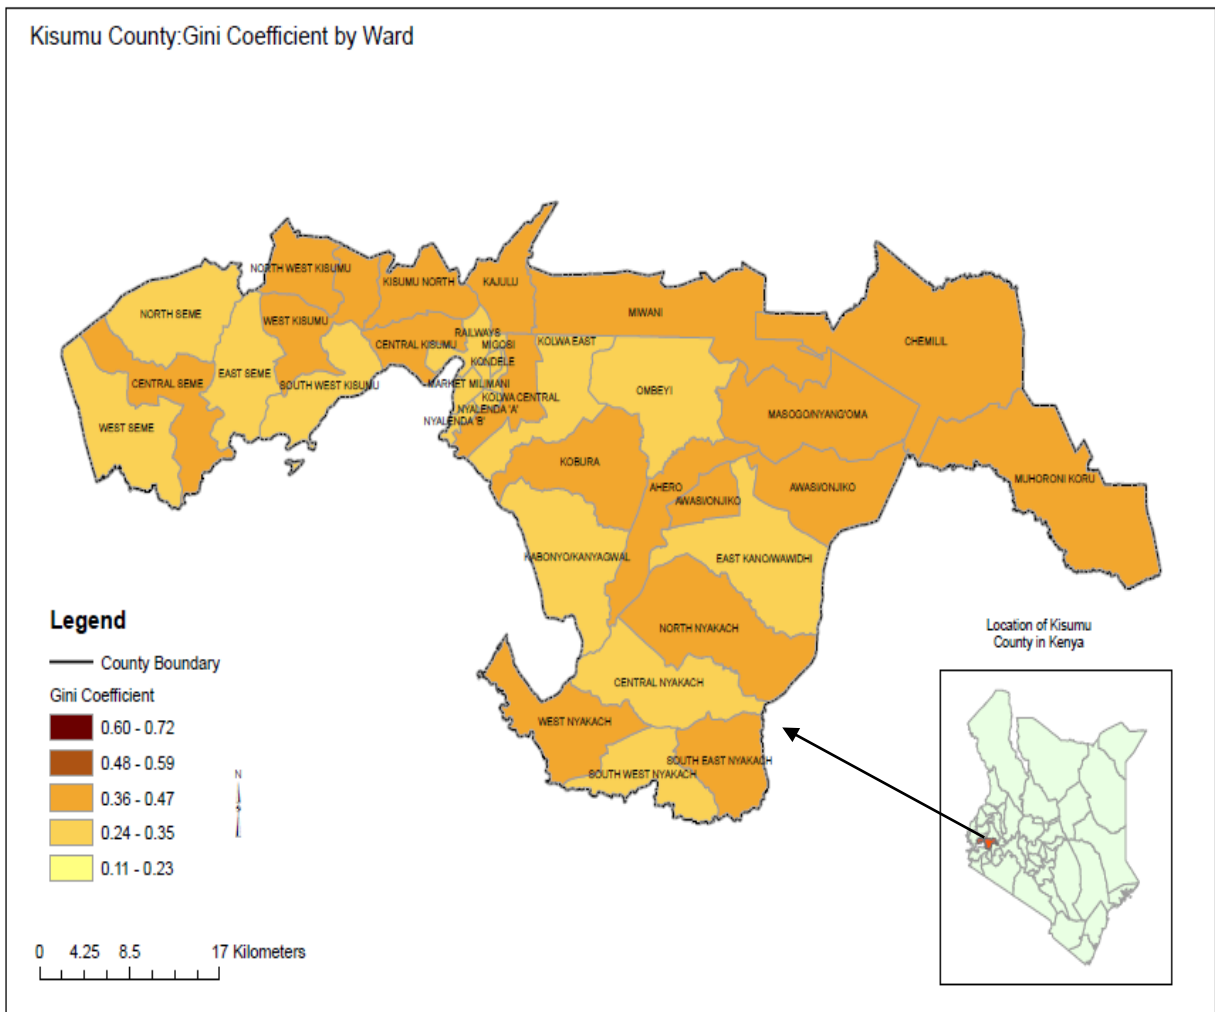 Kisumu County:Gini Coefficient by Ward
NORTH WEST KISUMU
KISUMU NORTH
KAJULU
NORTH SEME
WEST KISUMU
MIWANI
RAILWAYS
KOLWA EAST
CENTRAL KISUMU
MIGOSI
CHEMILIL
KONDELE
EAST SEME
CENTRAL SEME
SOUTH WEST KISUMU
MARKET MILIMANI
OMBEYI
KOLWA CENTRAL
NYALENDA 'A'
MASOGO/NYANG'OMA
NYALENDA 'B'
WEST SEME
KOBURA
MUHORONI KORU
AHERO
AWASI/ONJIKO
AWASI/ONJIKO
KABONYO/KANYAGWAL
EAST KANO/WAWIDHI
NORTH NYAKACH
CENTRAL NYAKACH
WEST NYAKACH
SOUTH EAST NYAKACH
SOUTH WEST NYAKACH
Legend
County Boundary
Gini Coefficient
0.60 - 0.72
0.48 - 0.59
0.36 - 0.47
0.24 - 0.35
0.11 - 0.23
N
0 4.25 8.5 17 Kilometers
Location of Kisumu
County in Kenya